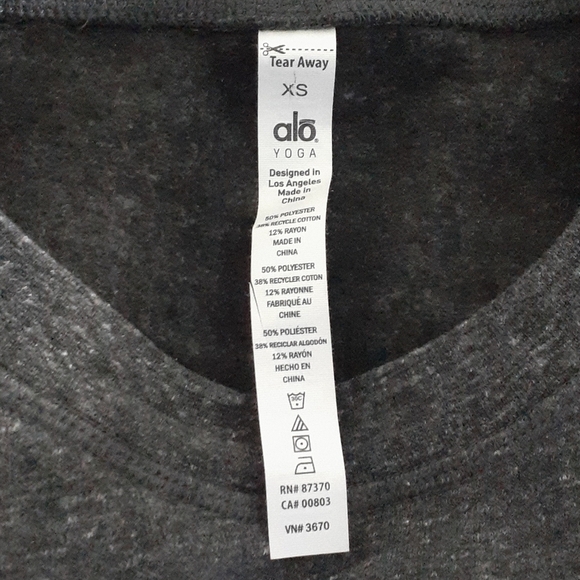 Tear Away
XS
alo
YOGA
Designed in
Los Angeles
Made in
China
50% POLYESTER
38% RECYCLE COTTON
12% RAYON
MADE IN
CHINA
50% POLYESTER
38% RECYCLER COTON
12% RAYONNE
FABRIQUÉ AU
CHINE
50% POLIÉSTER
38% RECICLAR ALGODÓN
12% RAYÓN
HECHO EN
CHINA
30C
RN# 87370
CA# 00803
VN# 3670